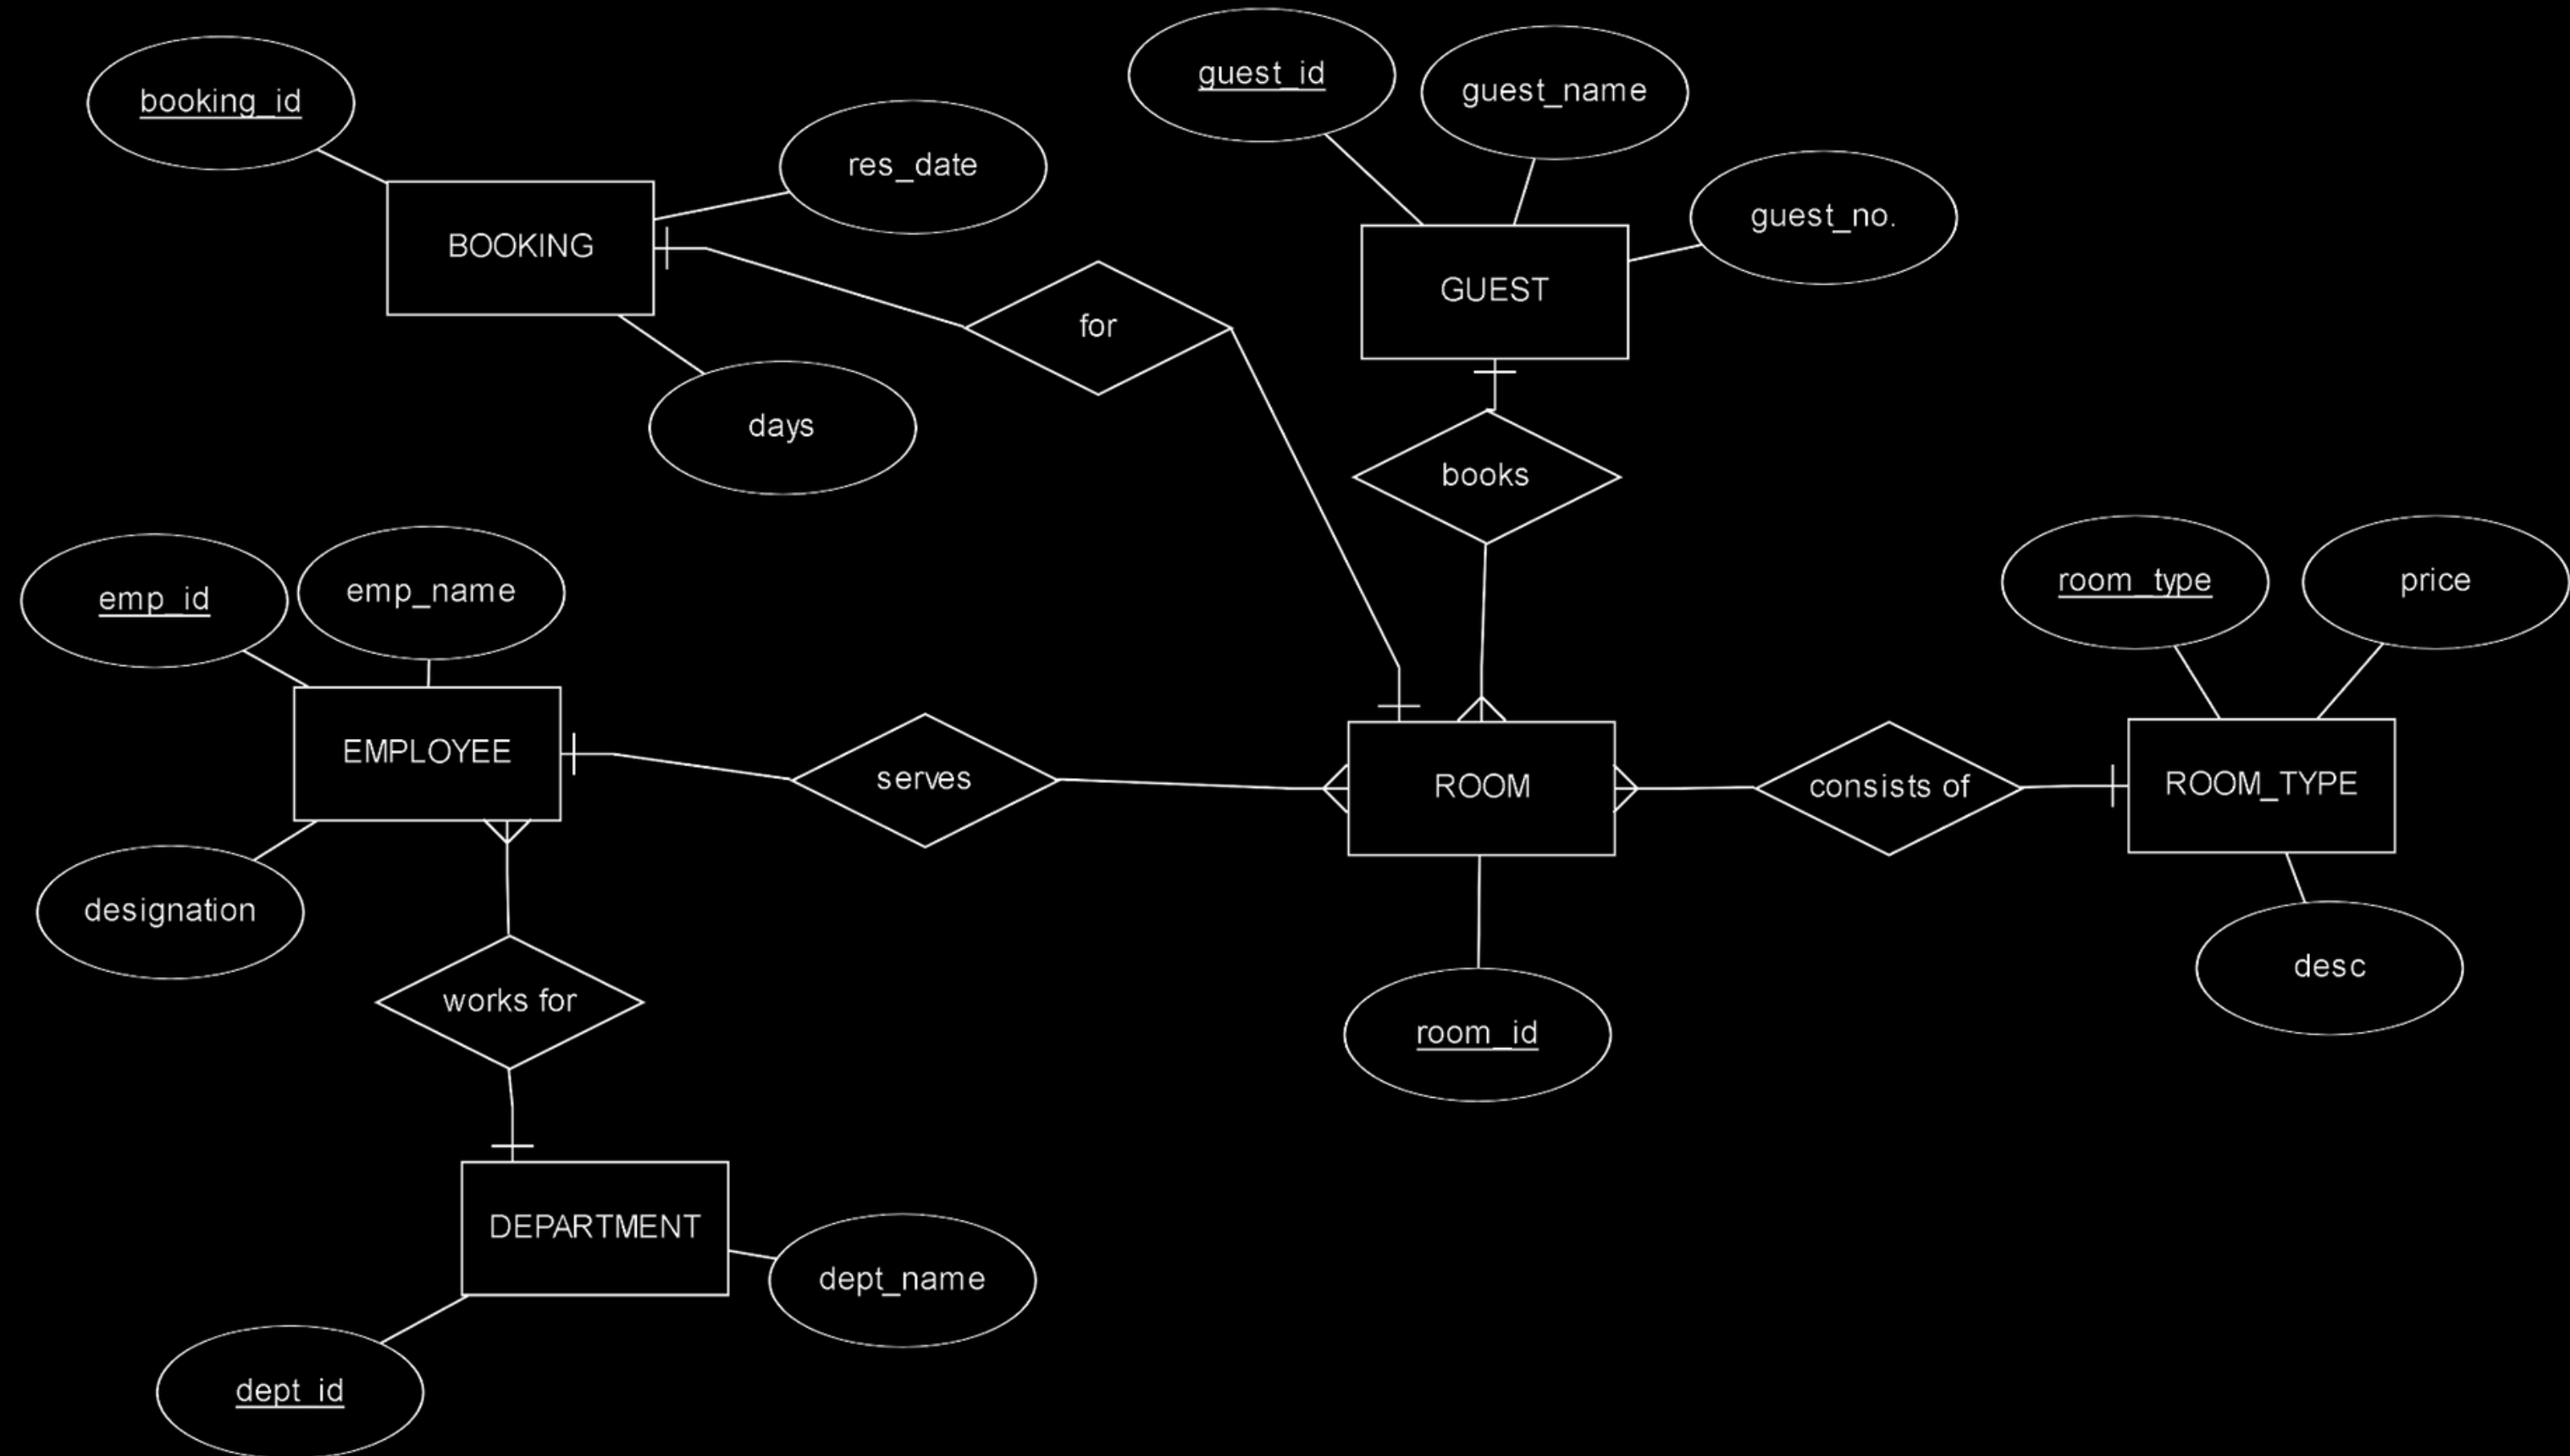 guest_id
guest_name
booking_id
res_date
guest_no.
BOOKING
GUEST
for
days
books
emp_id
emp_name
room_type
price
EMPLOYEE
serves
ROOM
consists of
ROOM_TYPE
designation
desc
works for
room_id
DEPARTMENT
dept_name
dept_id